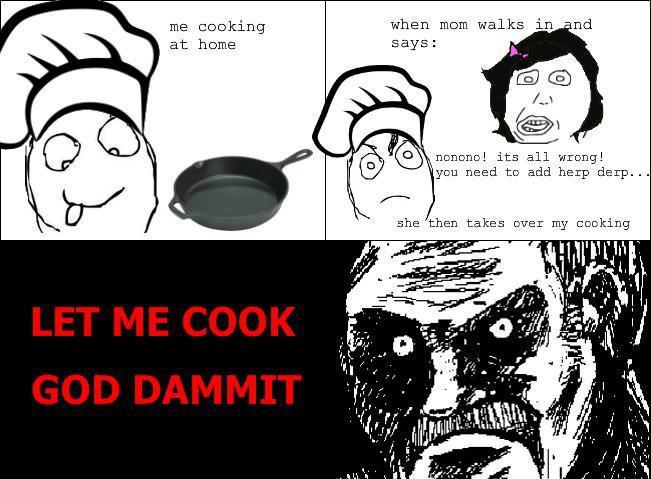 me cooking
at home
when mom walks in and
says:
nonono! its all wrong!
you need to add herp derp...
she then takes over my cooking
LET ME COOK
GOD DAMMIT